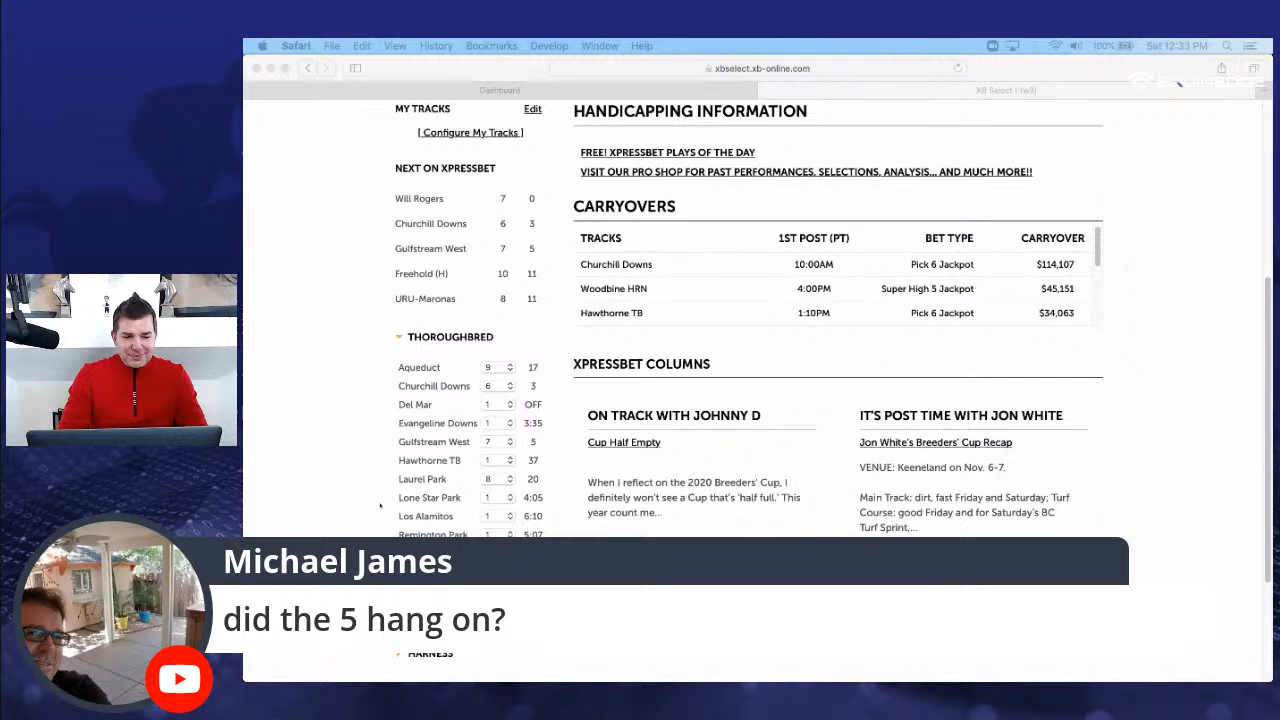 Safari File Edit View History Bookmarks Develop Window Help
100%
Sat 12:33 PM
xbselect.xb-online.com
Dashboard
XB Select | (w3)
MY TRACKS Edit
[ Configure My Tracks ]
NEXT ON XPRESSBET
Will Rogers 7 0
Churchill Downs 6 3
Gulfstream West 7 5
Freehold (H) 10 11
URU-Maronas 8 11
THOROUGHBRED
Aqueduct 9 17
Churchill Downs 6 3
Del Mar 1 OFF
Evangeline Downs 1 3:35
Gulfstream West 7 5
Hawthorne TB 1 37
Laurel Park 8 20
Lone Star Park 1 4:05
Los Alamitos 1 6:10
Remington Park 1 5:07
HARNESS
HANDICAPPING INFORMATION
FREE! XPRESSBET PLAYS OF THE DAY
VISIT OUR PRO SHOP FOR PAST PERFORMANCES, SELECTIONS, ANALYSIS... AND MUCH MORE!!
CARRYOVERS
TRACKS 1ST POST (PT) BET TYPE CARRYOVER
Churchill Downs 10:00AM Pick 6 Jackpot $114,107
Woodbine HRN 4:00PM Super High 5 Jackpot $45,151
Hawthorne TB 1:10PM Pick 6 Jackpot $34,063
XPRESSBET COLUMNS
ON TRACK WITH JOHNNY D
Cup Half Empty
When I reflect on the 2020 Breeders' Cup, I
definitely won't see a Cup that's 'half full.' This
year count me...
IT'S POST TIME WITH JON WHITE
Jon White's Breeders' Cup Recap
VENUE: Keeneland on Nov. 6-7.
Main Track: dirt, fast Friday and Saturday; Turf
Course: good Friday and for Saturday's BC
Turf Sprint,...
Michael James
did the 5 hang on?